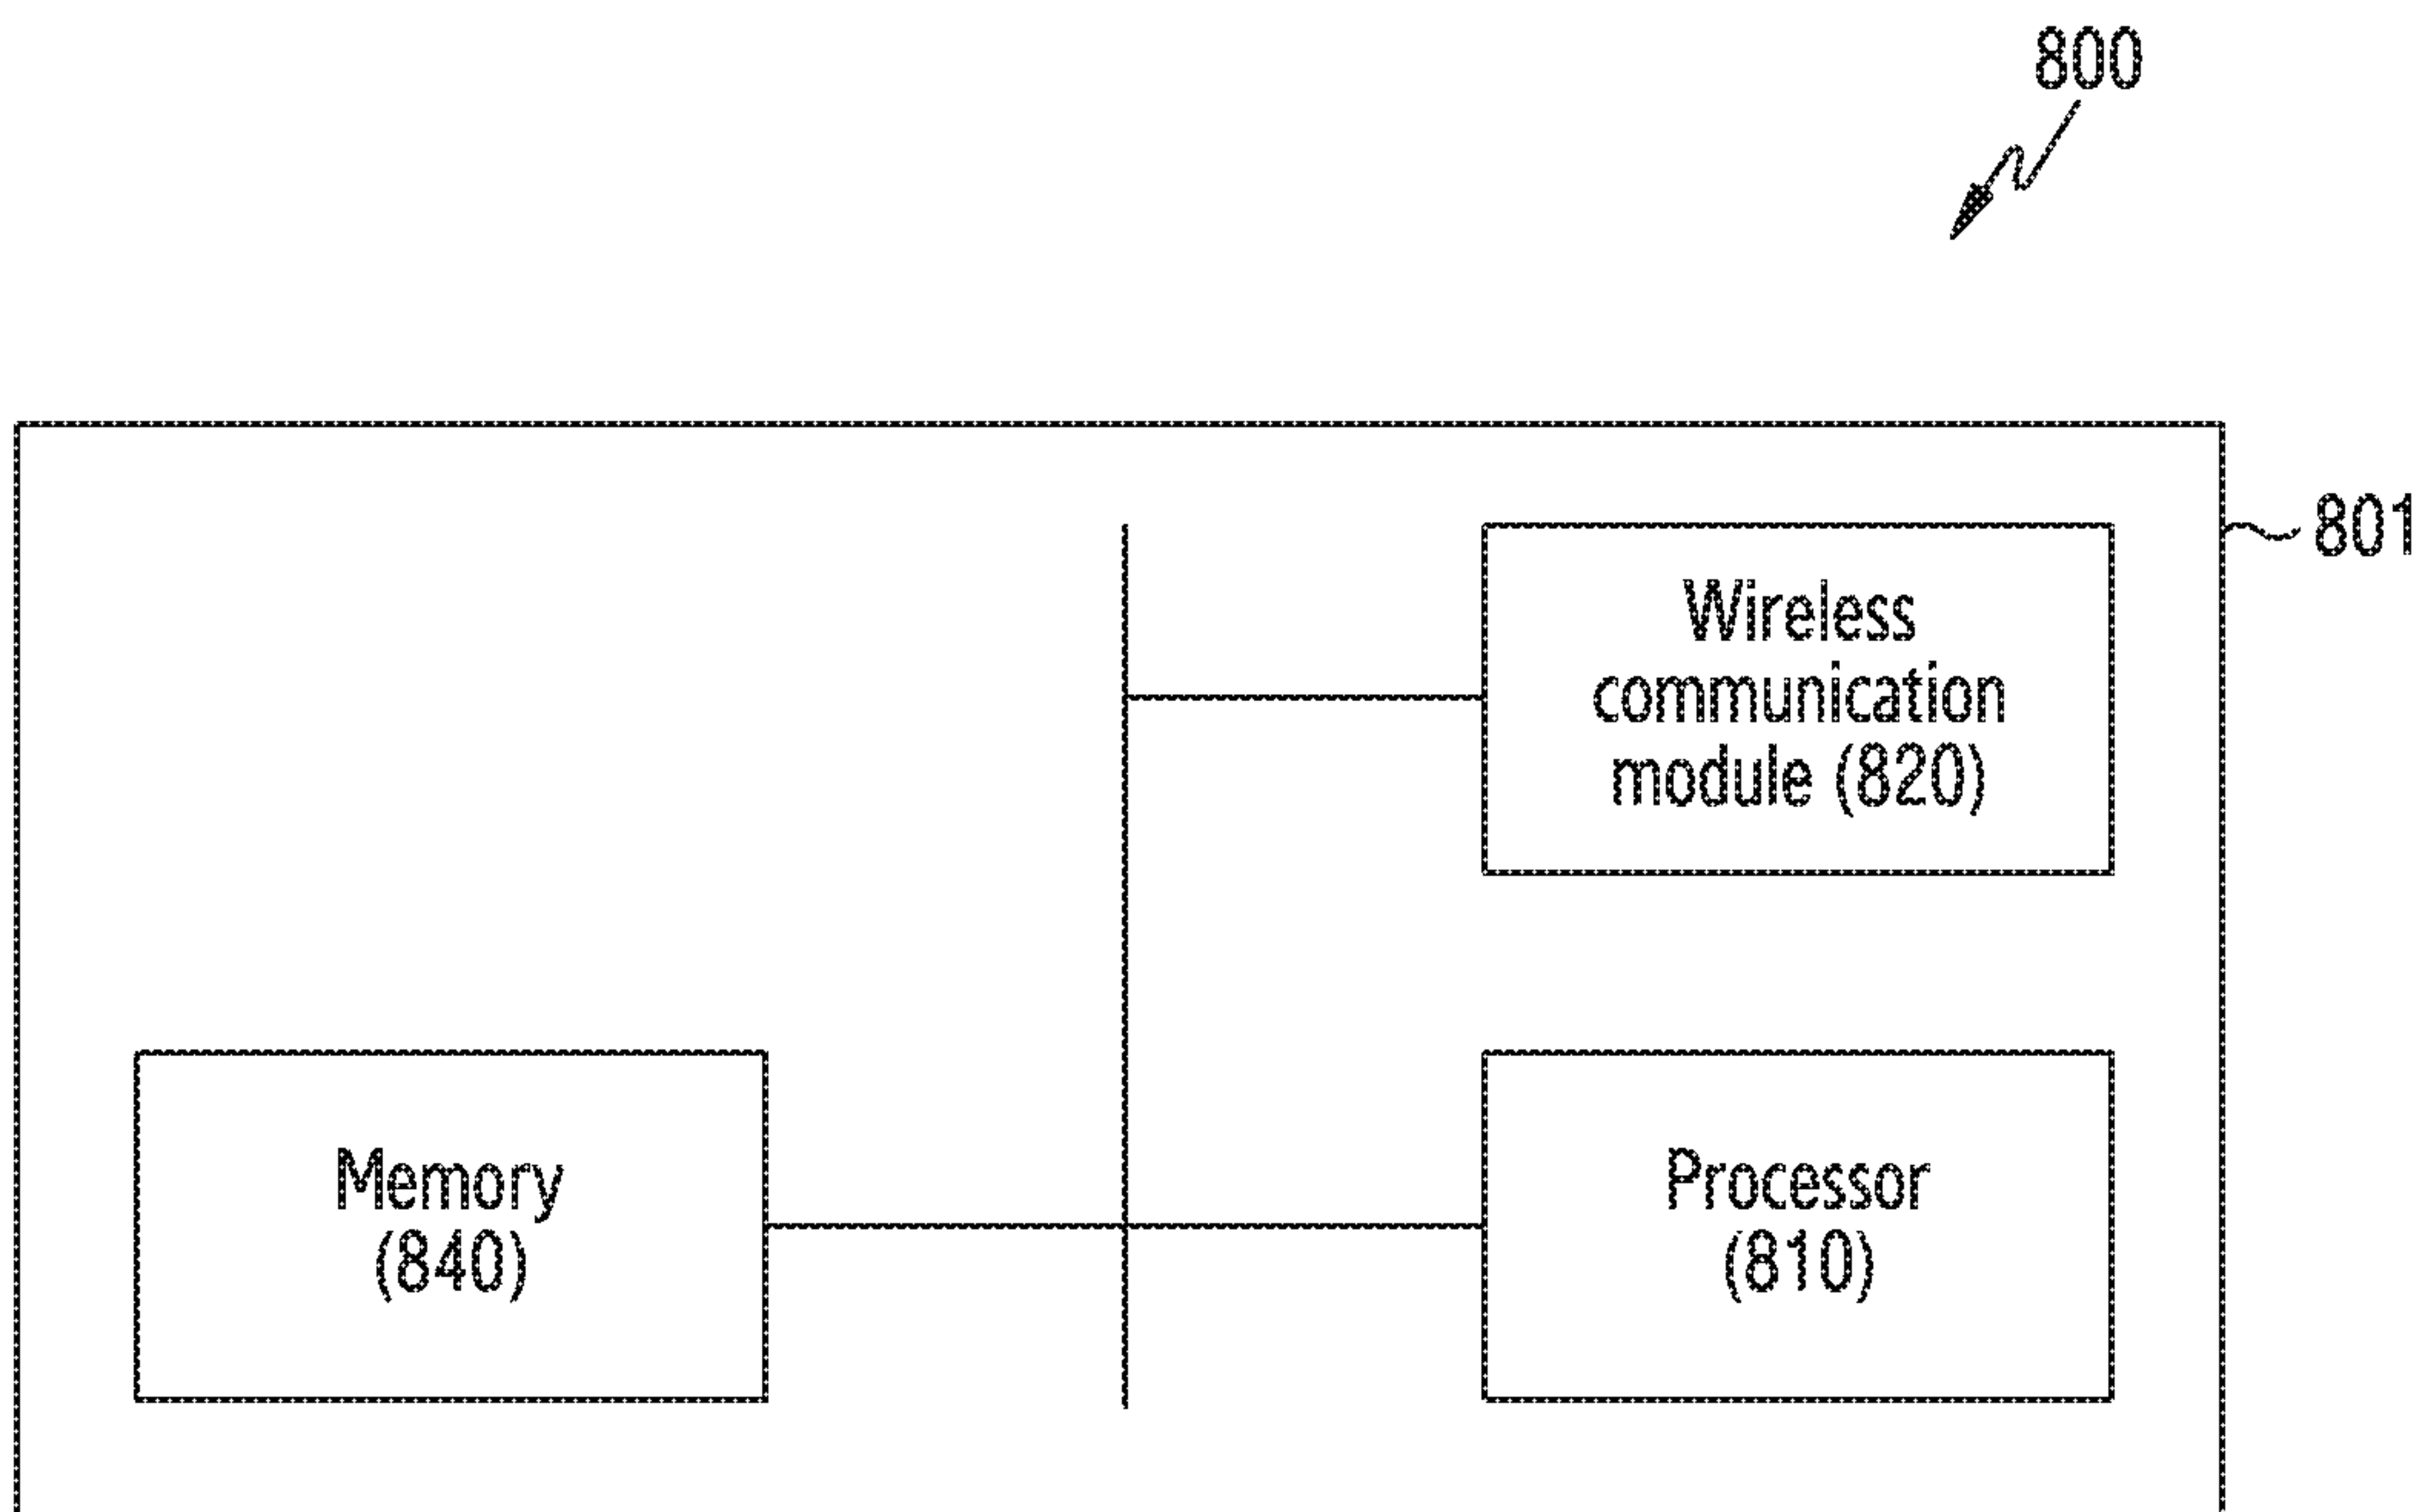 800
801
Wireless
communication
module (820)
Memory
(840)
Processor
(810)